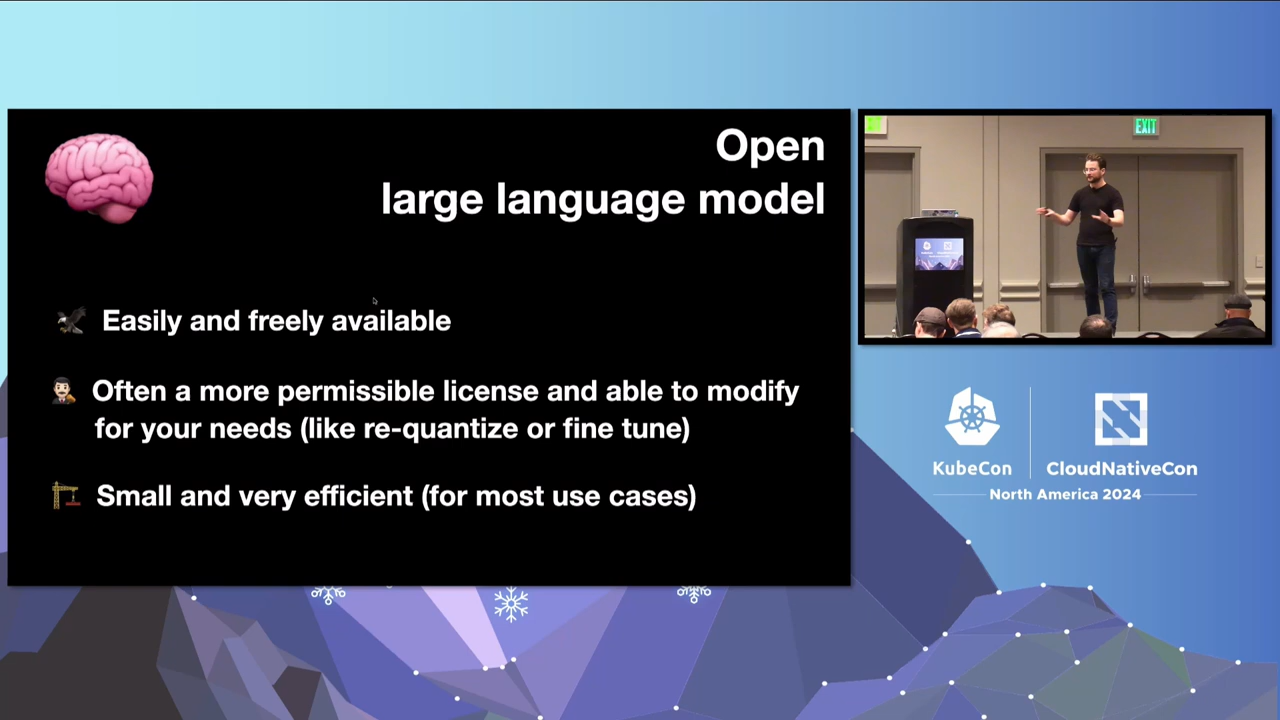 Open
large language model
Easily and freely available
Often a more permissible license and able to modify
for your needs (like re-quantize or fine tune)
Small and very efficient (for most use cases)
EXIT
KubeCon
CloudNativeCon
North America 2024